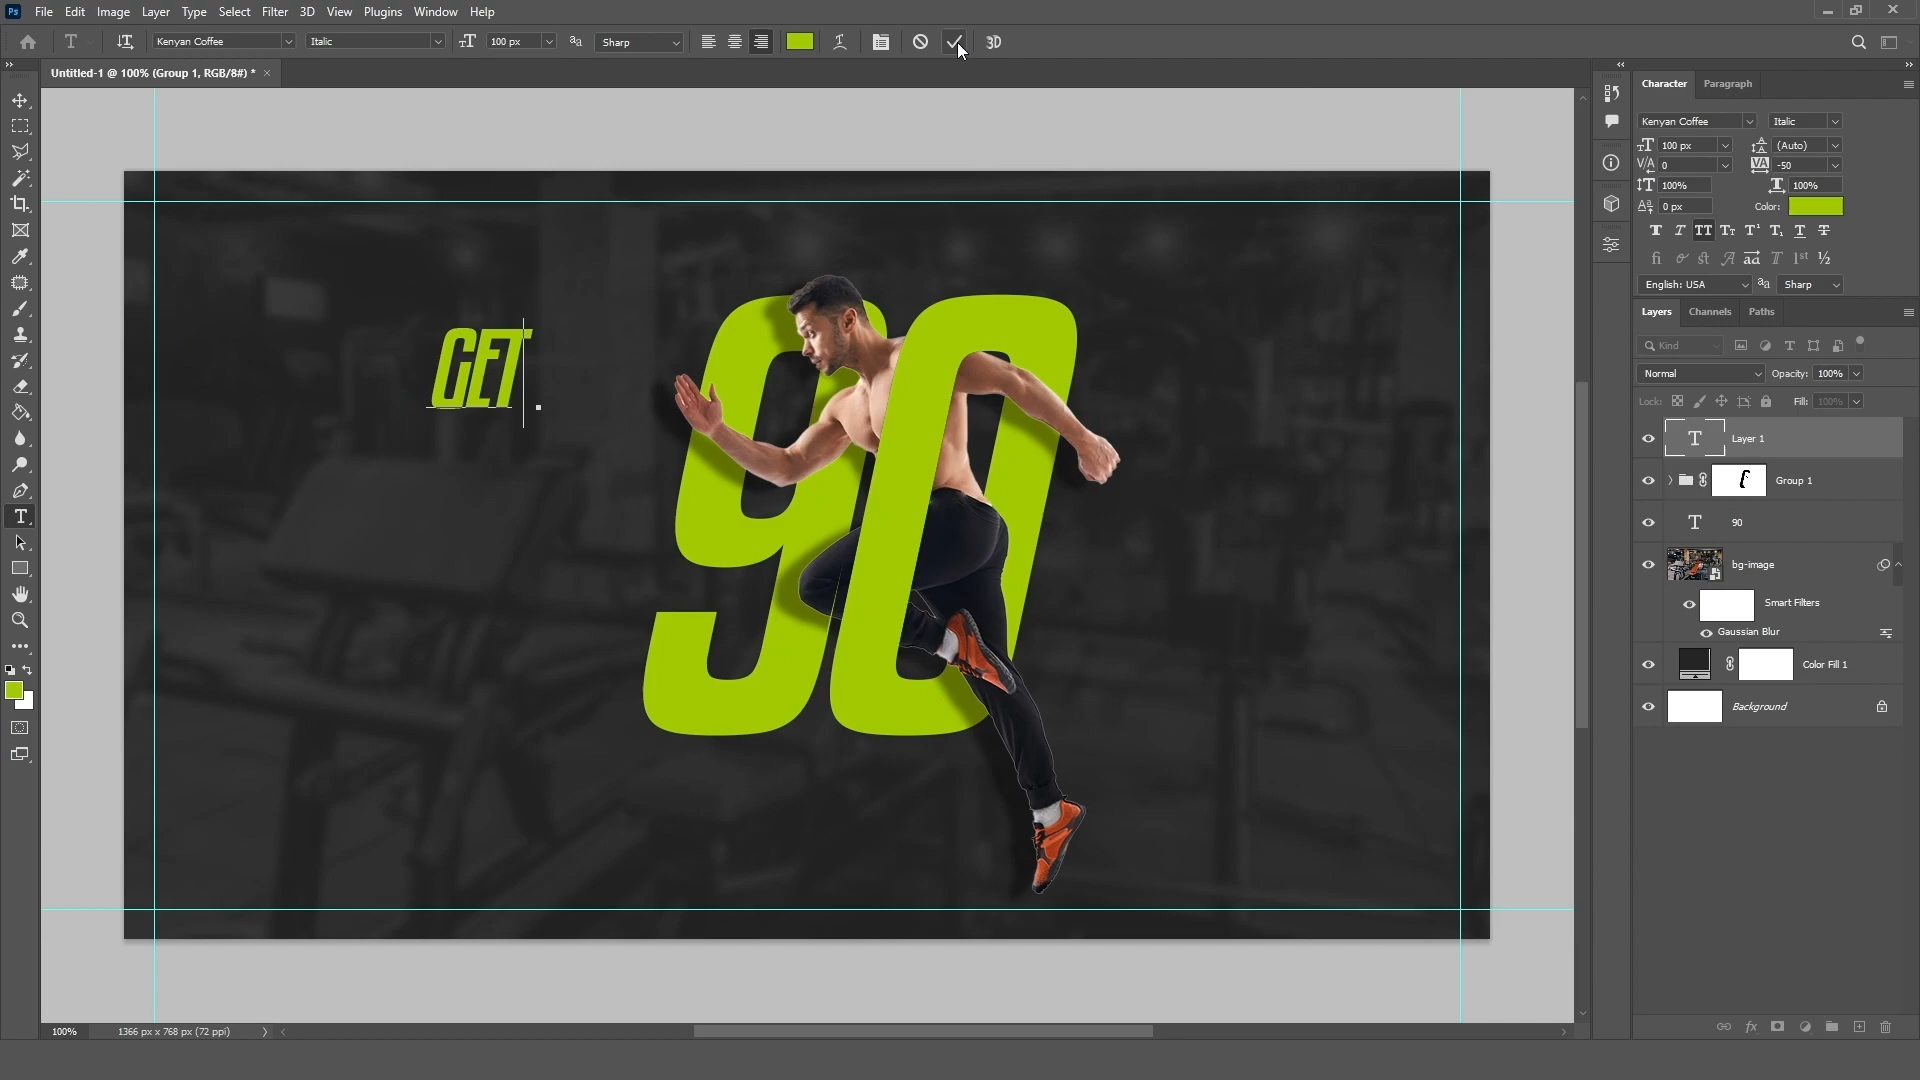 Ps File Edit Image Layer Type Select Filter 3D View Plugins Window Help
Kenyan Coffee Italic 100 px Sharp 3D
Untitled-1 @ 100% (Group 1, RGB/8#) * ×
GET
90
100% 1366 px x 768 px (72 ppi)
Character Paragraph
Kenyan Coffee Italic
100 px (Auto)
0 -50
100% 100%
0 px Color:
English: USA Sharp
Layers Channels Paths
Kind
Normal Opacity: 100%
Lock: Fill: 100%
Layer 1
Group 1
90
bg-image
Smart Filters
Gaussian Blur
Color Fill 1
Background